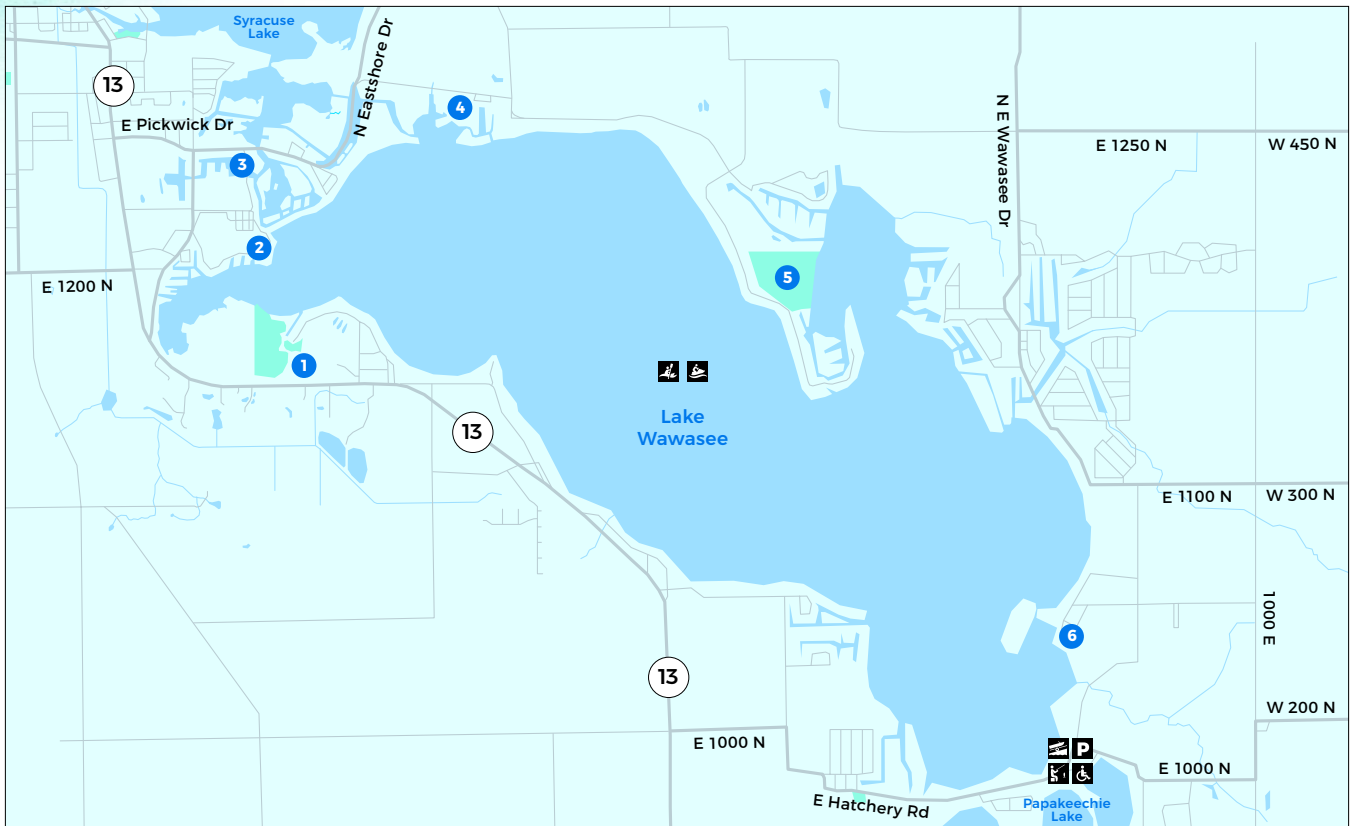 Syracuse
Lake
13
N Eastshore Dr
4
E Pickwick Dr
N E Wawasee Dr
E 1250 N
W 450 N
3
2
5
E 1200 N
1
Lake
Wawasee
13
E 1100 N
W 300 N
1000 E
6
13
W 200 N
E 1000 N
P
E 1000 N
E Hatchery Rd
Papakeechie
Lake